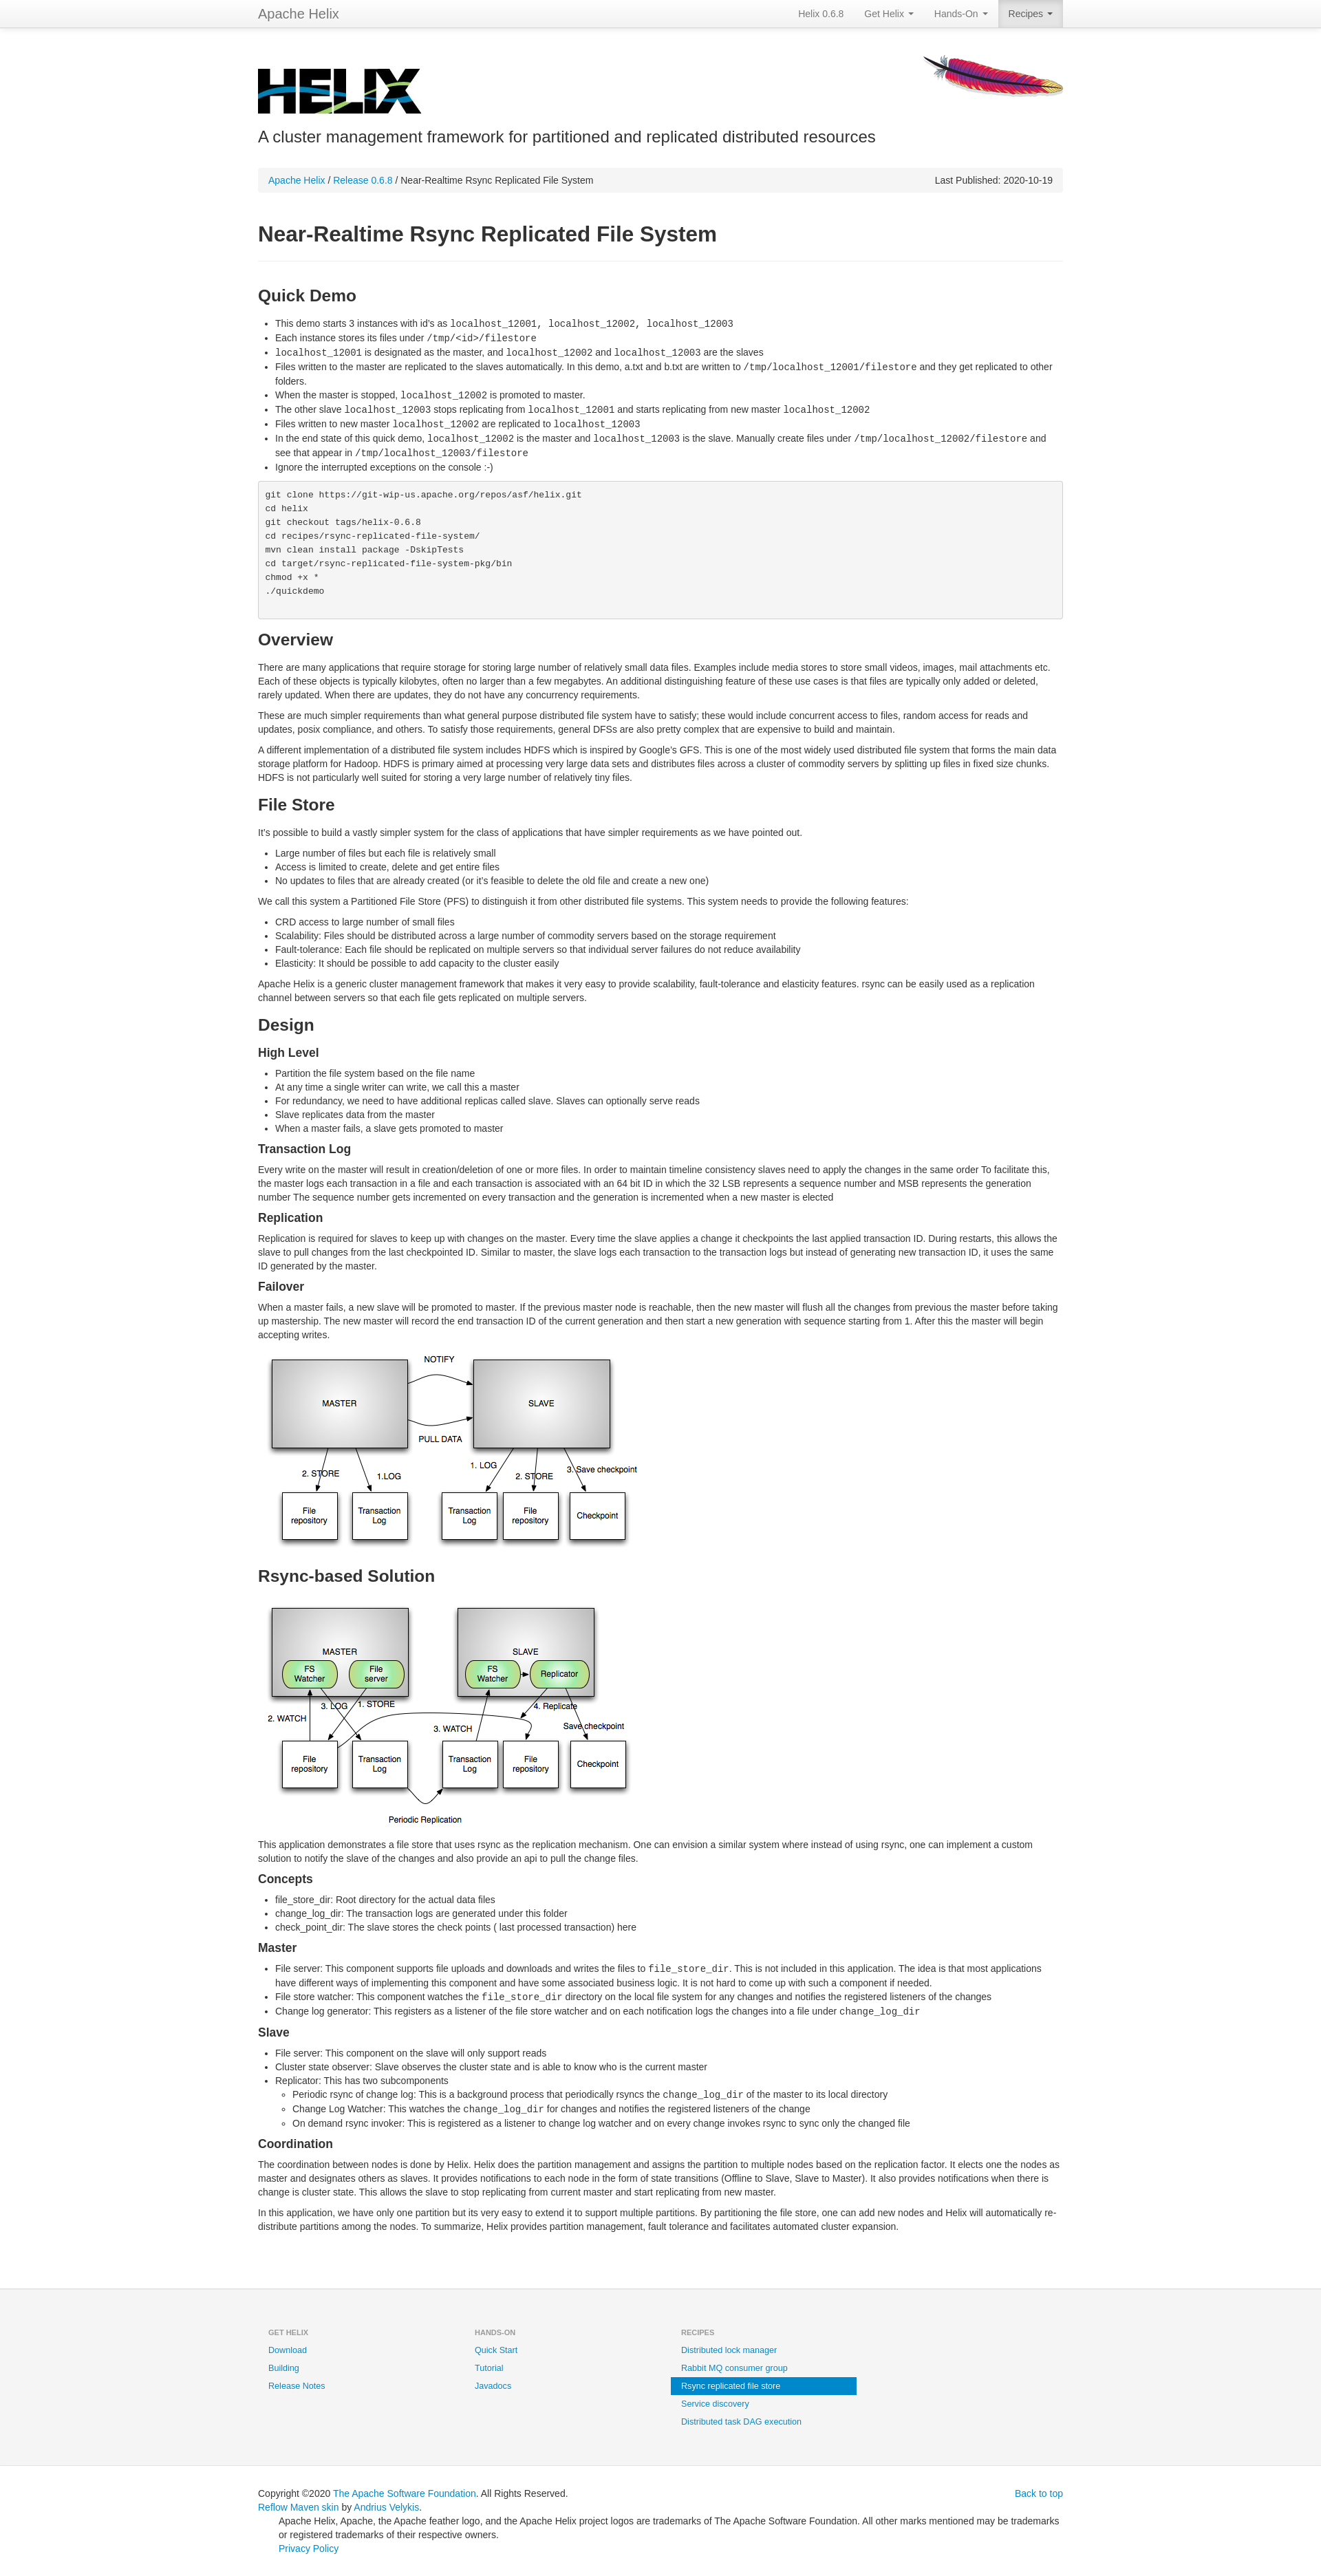 Apache Helix
Helix 0.6.8
Get Helix
Hands-On
Recipes
HELIX
A cluster management framework for partitioned and replicated distributed resources
Apache Helix / Release 0.6.8 / Near-Realtime Rsync Replicated File System
Last Published: 2020-10-19
Near-Realtime Rsync Replicated File System
Quick Demo
• This demo starts 3 instances with id's as localhost_12001, localhost_12002, localhost_12003
• Each instance stores its files under /tmp/<id>/filestore
• localhost_12001 is designated as the master, and localhost_12002 and localhost_12003 are the slaves
• Files written to the master are replicated to the slaves automatically. In this demo, a.txt and b.txt are written to /tmp/localhost_12001/filestore and they get replicated to other
folders.
• When the master is stopped, localhost_12002 is promoted to master.
• The other slave localhost_12003 stops replicating from localhost_12001 and starts replicating from new master localhost_12002
• Files written to new master localhost_12002 are replicated to localhost_12003
• In the end state of this quick demo, localhost_12002 is the master and localhost_12003 is the slave. Manually create files under /tmp/localhost_12002/filestore and
see that appear in /tmp/localhost_12003/filestore
• Ignore the interrupted exceptions on the console :-)
git clone https://git-wip-us.apache.org/repos/asf/helix.git
cd helix
git checkout tags/helix-0.6.8
cd recipes/rsync-replicated-file-system/
mvn clean install package -DskipTests
cd target/rsync-replicated-file-system-pkg/bin
chmod +x *
./quickdemo
Overview
There are many applications that require storage for storing large number of relatively small data files. Examples include media stores to store small videos, images, mail attachments etc.
Each of these objects is typically kilobytes, often no larger than a few megabytes. An additional distinguishing feature of these use cases is that files are typically only added or deleted,
rarely updated. When there are updates, they do not have any concurrency requirements.
These are much simpler requirements than what general purpose distributed file system have to satisfy; these would include concurrent access to files, random access for reads and
updates, posix compliance, and others. To satisfy those requirements, general DFSs are also pretty complex that are expensive to build and maintain.
A different implementation of a distributed file system includes HDFS which is inspired by Google's GFS. This is one of the most widely used distributed file system that forms the main data
storage platform for Hadoop. HDFS is primary aimed at processing very large data sets and distributes files across a cluster of commodity servers by splitting up files in fixed size chunks.
HDFS is not particularly well suited for storing a very large number of relatively tiny files.
File Store
It's possible to build a vastly simpler system for the class of applications that have simpler requirements as we have pointed out.
• Large number of files but each file is relatively small
• Access is limited to create, delete and get entire files
• No updates to files that are already created (or it's feasible to delete the old file and create a new one)
We call this system a Partitioned File Store (PFS) to distinguish it from other distributed file systems. This system needs to provide the following features:
• CRD access to large number of small files
• Scalability: Files should be distributed across a large number of commodity servers based on the storage requirement
• Fault-tolerance: Each file should be replicated on multiple servers so that individual server failures do not reduce availability
• Elasticity: It should be possible to add capacity to the cluster easily
Apache Helix is a generic cluster management framework that makes it very easy to provide scalability, fault-tolerance and elasticity features. rsync can be easily used as a replication
channel between servers so that each file gets replicated on multiple servers.
Design
High Level
• Partition the file system based on the file name
• At any time a single writer can write, we call this a master
• For redundancy, we need to have additional replicas called slave. Slaves can optionally serve reads
• Slave replicates data from the master
• When a master fails, a slave gets promoted to master
Transaction Log
Every write on the master will result in creation/deletion of one or more files. In order to maintain timeline consistency slaves need to apply the changes in the same order To facilitate this,
the master logs each transaction in a file and each transaction is associated with an 64 bit ID in which the 32 LSB represents a sequence number and MSB represents the generation
number The sequence number gets incremented on every transaction and the generation is incremented when a new master is elected
Replication
Replication is required for slaves to keep up with changes on the master. Every time the slave applies a change it checkpoints the last applied transaction ID. During restarts, this allows the
slave to pull changes from the last checkpointed ID. Similar to master, the slave logs each transaction to the transaction logs but instead of generating new transaction ID, it uses the same
ID generated by the master.
Failover
When a master fails, a new slave will be promoted to master. If the previous master node is reachable, then the new master will flush all the changes from previous the master before taking
up mastership. The new master will record the end transaction ID of the current generation and then start a new generation with sequence starting from 1. After this the master will begin
accepting writes.
NOTIFY
MASTER
SLAVE
PULL DATA
2. STORE
1.LOG
1. LOG
2. STORE
3. Save checkpoint
File
repository
Transaction
Log
Transaction
Log
File
repository
Checkpoint
Rsync-based Solution
MASTER
SLAVE
FS
Watcher
File
server
FS
Watcher
Replicator
3. LOG
1. STORE
4. Replicate
2. WATCH
3. WATCH
Save checkpoint
File
repository
Transaction
Log
Transaction
Log
File
repository
Checkpoint
Periodic Replication
This application demonstrates a file store that uses rsync as the replication mechanism. One can envision a similar system where instead of using rsync, one can implement a custom
solution to notify the slave of the changes and also provide an api to pull the change files.
Concepts
• file_store_dir: Root directory for the actual data files
• change_log_dir: The transaction logs are generated under this folder
• check_point_dir: The slave stores the check points ( last processed transaction) here
Master
• File server: This component supports file uploads and downloads and writes the files to file_store_dir. This is not included in this application. The idea is that most applications
have different ways of implementing this component and have some associated business logic. It is not hard to come up with such a component if needed.
• File store watcher: This component watches the file_store_dir directory on the local file system for any changes and notifies the registered listeners of the changes
• Change log generator: This registers as a listener of the file store watcher and on each notification logs the changes into a file under change_log_dir
Slave
• File server: This component on the slave will only support reads
• Cluster state observer: Slave observes the cluster state and is able to know who is the current master
• Replicator: This has two subcomponents
◦ Periodic rsync of change log: This is a background process that periodically rsyncs the change_log_dir of the master to its local directory
◦ Change Log Watcher: This watches the change_log_dir for changes and notifies the registered listeners of the change
◦ On demand rsync invoker: This is registered as a listener to change log watcher and on every change invokes rsync to sync only the changed file
Coordination
The coordination between nodes is done by Helix. Helix does the partition management and assigns the partition to multiple nodes based on the replication factor. It elects one the nodes as
master and designates others as slaves. It provides notifications to each node in the form of state transitions (Offline to Slave, Slave to Master). It also provides notifications when there is
change is cluster state. This allows the slave to stop replicating from current master and start replicating from new master.
In this application, we have only one partition but its very easy to extend it to support multiple partitions. By partitioning the file store, one can add new nodes and Helix will automatically re-
distribute partitions among the nodes. To summarize, Helix provides partition management, fault tolerance and facilitates automated cluster expansion.
GET HELIX
Download
Building
Release Notes
HANDS-ON
Quick Start
Tutorial
Javadocs
RECIPES
Distributed lock manager
Rabbit MQ consumer group
Rsync replicated file store
Service discovery
Distributed task DAG execution
Copyright ©2020 The Apache Software Foundation. All Rights Reserved.
Back to top
Reflow Maven skin by Andrius Velykis.
Apache Helix, Apache, the Apache feather logo, and the Apache Helix project logos are trademarks of The Apache Software Foundation. All other marks mentioned may be trademarks
or registered trademarks of their respective owners.
Privacy Policy